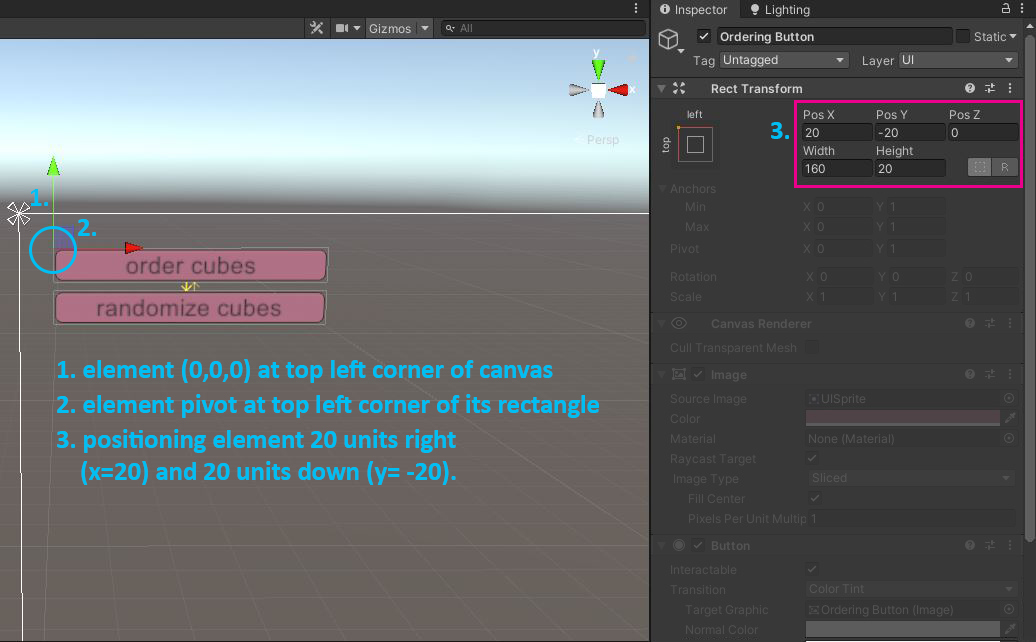 Inspector Lighting
Gizmos All
Ordering Button Static
Tag Untagged Layer UI
Rect Transform
left
top
3.
Pos X Pos Y Pos Z
20 -20 0
Width Height
160 20
R
Anchors
Min X 0 Y 1
Max X 0 Y 1
Pivot X 0 Y 1
Rotation X 0 Y 0 Z 0
Scale X 1 Y 1 Z 1
Canvas Renderer
Cull Transparent Mesh
Image
Source Image UISprite
Color
Material None (Material)
Raycast Target
Image Type Sliced
Fill Center
Pixels Per Unit Multip 1
Button
Interactable
Transition Color Tint
Target Graphic Ordering Button (Image)
Normal Color
y
x
Persp
1.
2.
order cubes
randomize cubes
1. element (0,0,0) at top left corner of canvas
2. element pivot at top left corner of its rectangle
3. positioning element 20 units right
(x=20) and 20 units down (y= -20).